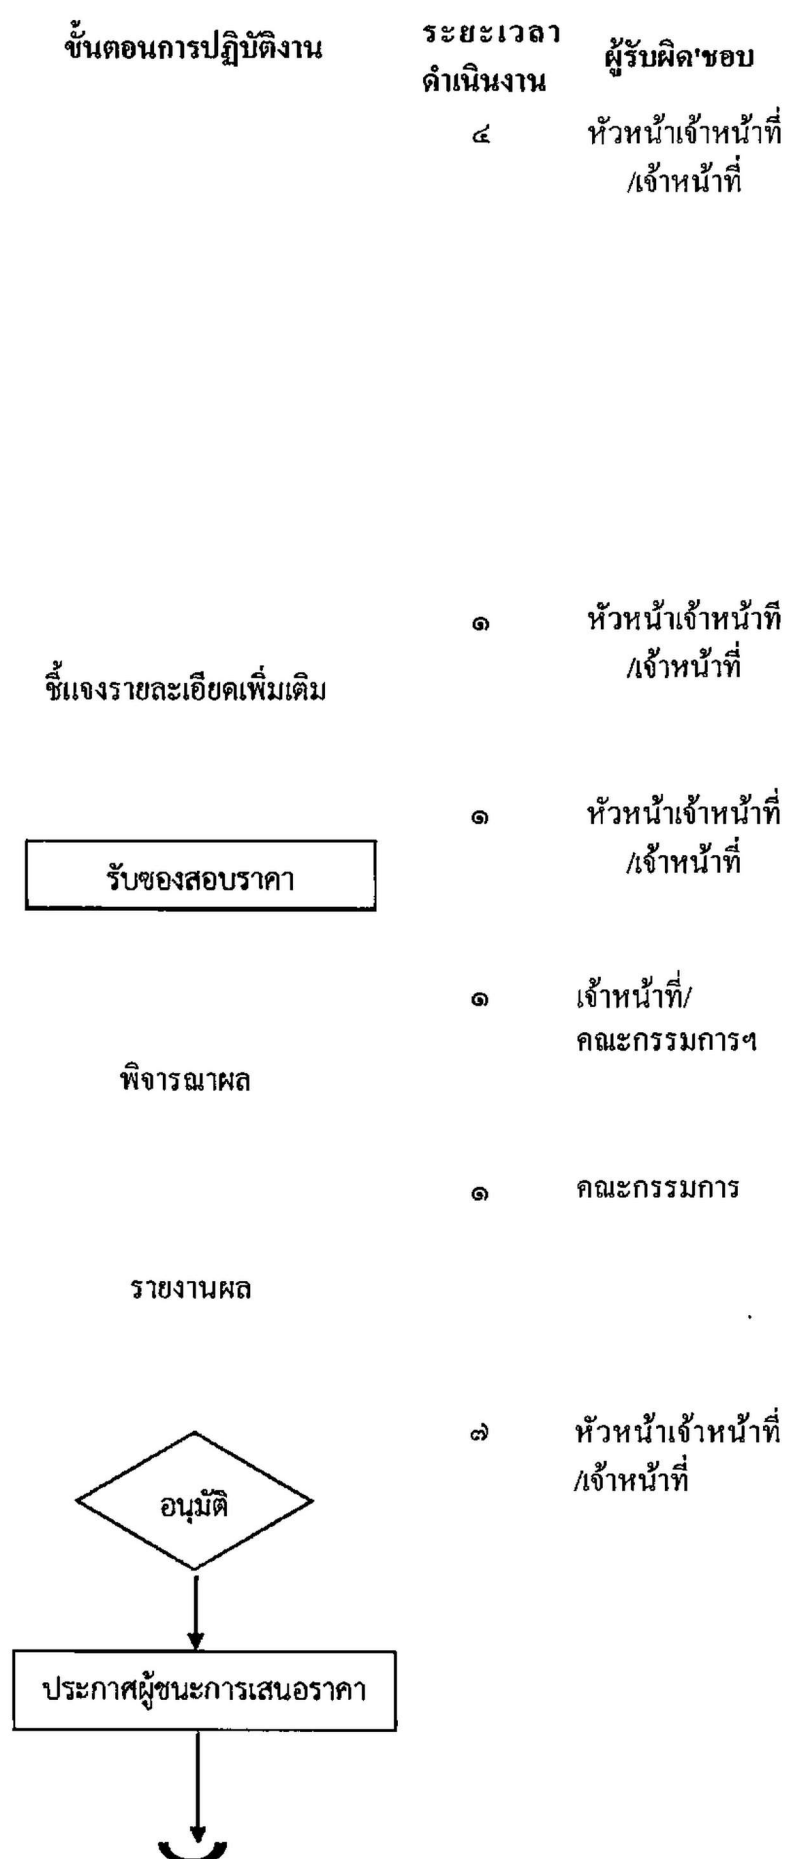 ขั้นตอนการปฏิบัติงาน
ระยะเวลา
ดำเนินงาน
ผู้รับผิด'ชอบ
๔
หัวหน้าเจ้าหน้าที่
/เจ้าหน้าที่
๑
หัวหน้าเจ้าหน้าที
/เจ้าหน้าที่
ชี้แจงรายละเอียดเพิ่มเติม
๑
หัวหน้าเจ้าหน้าที่
/เจ้าหน้าที่
รับซองสอบราคา
๑
เจ้าหน้าที่/
คณะกรรมการฯ
พิจารณาผล
๑
คณะกรรมการ
รายงานผล
๗
หัวหน้าเจ้าหน้าที่
/เจ้าหน้าที่
อนุมัติ
ประกาศผู้ชนะการเสนอราคา